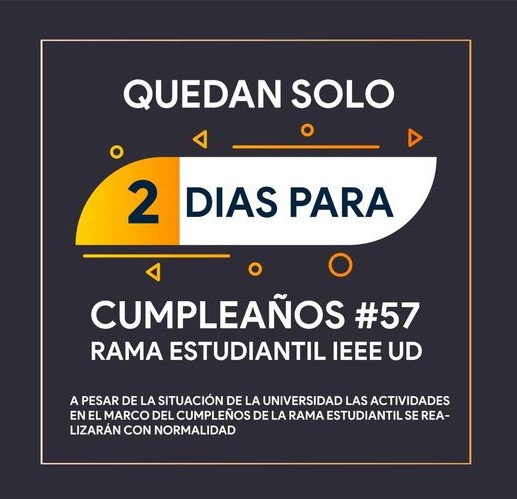 QUEDAN SOLO
2 DIAS PARA
CUMPLEAÑOS #57
RAMA ESTUDIANTIL IEEE UD
A PESAR DE LA SITUACIÓN DE LA UNIVERSIDAD LAS ACTIVIDADES
EN EL MARCO DEL CUMPLEÑOS DE LA RAMA ESTUDIANTIL SE REA-
LIZARÁN CON NORMALIDAD